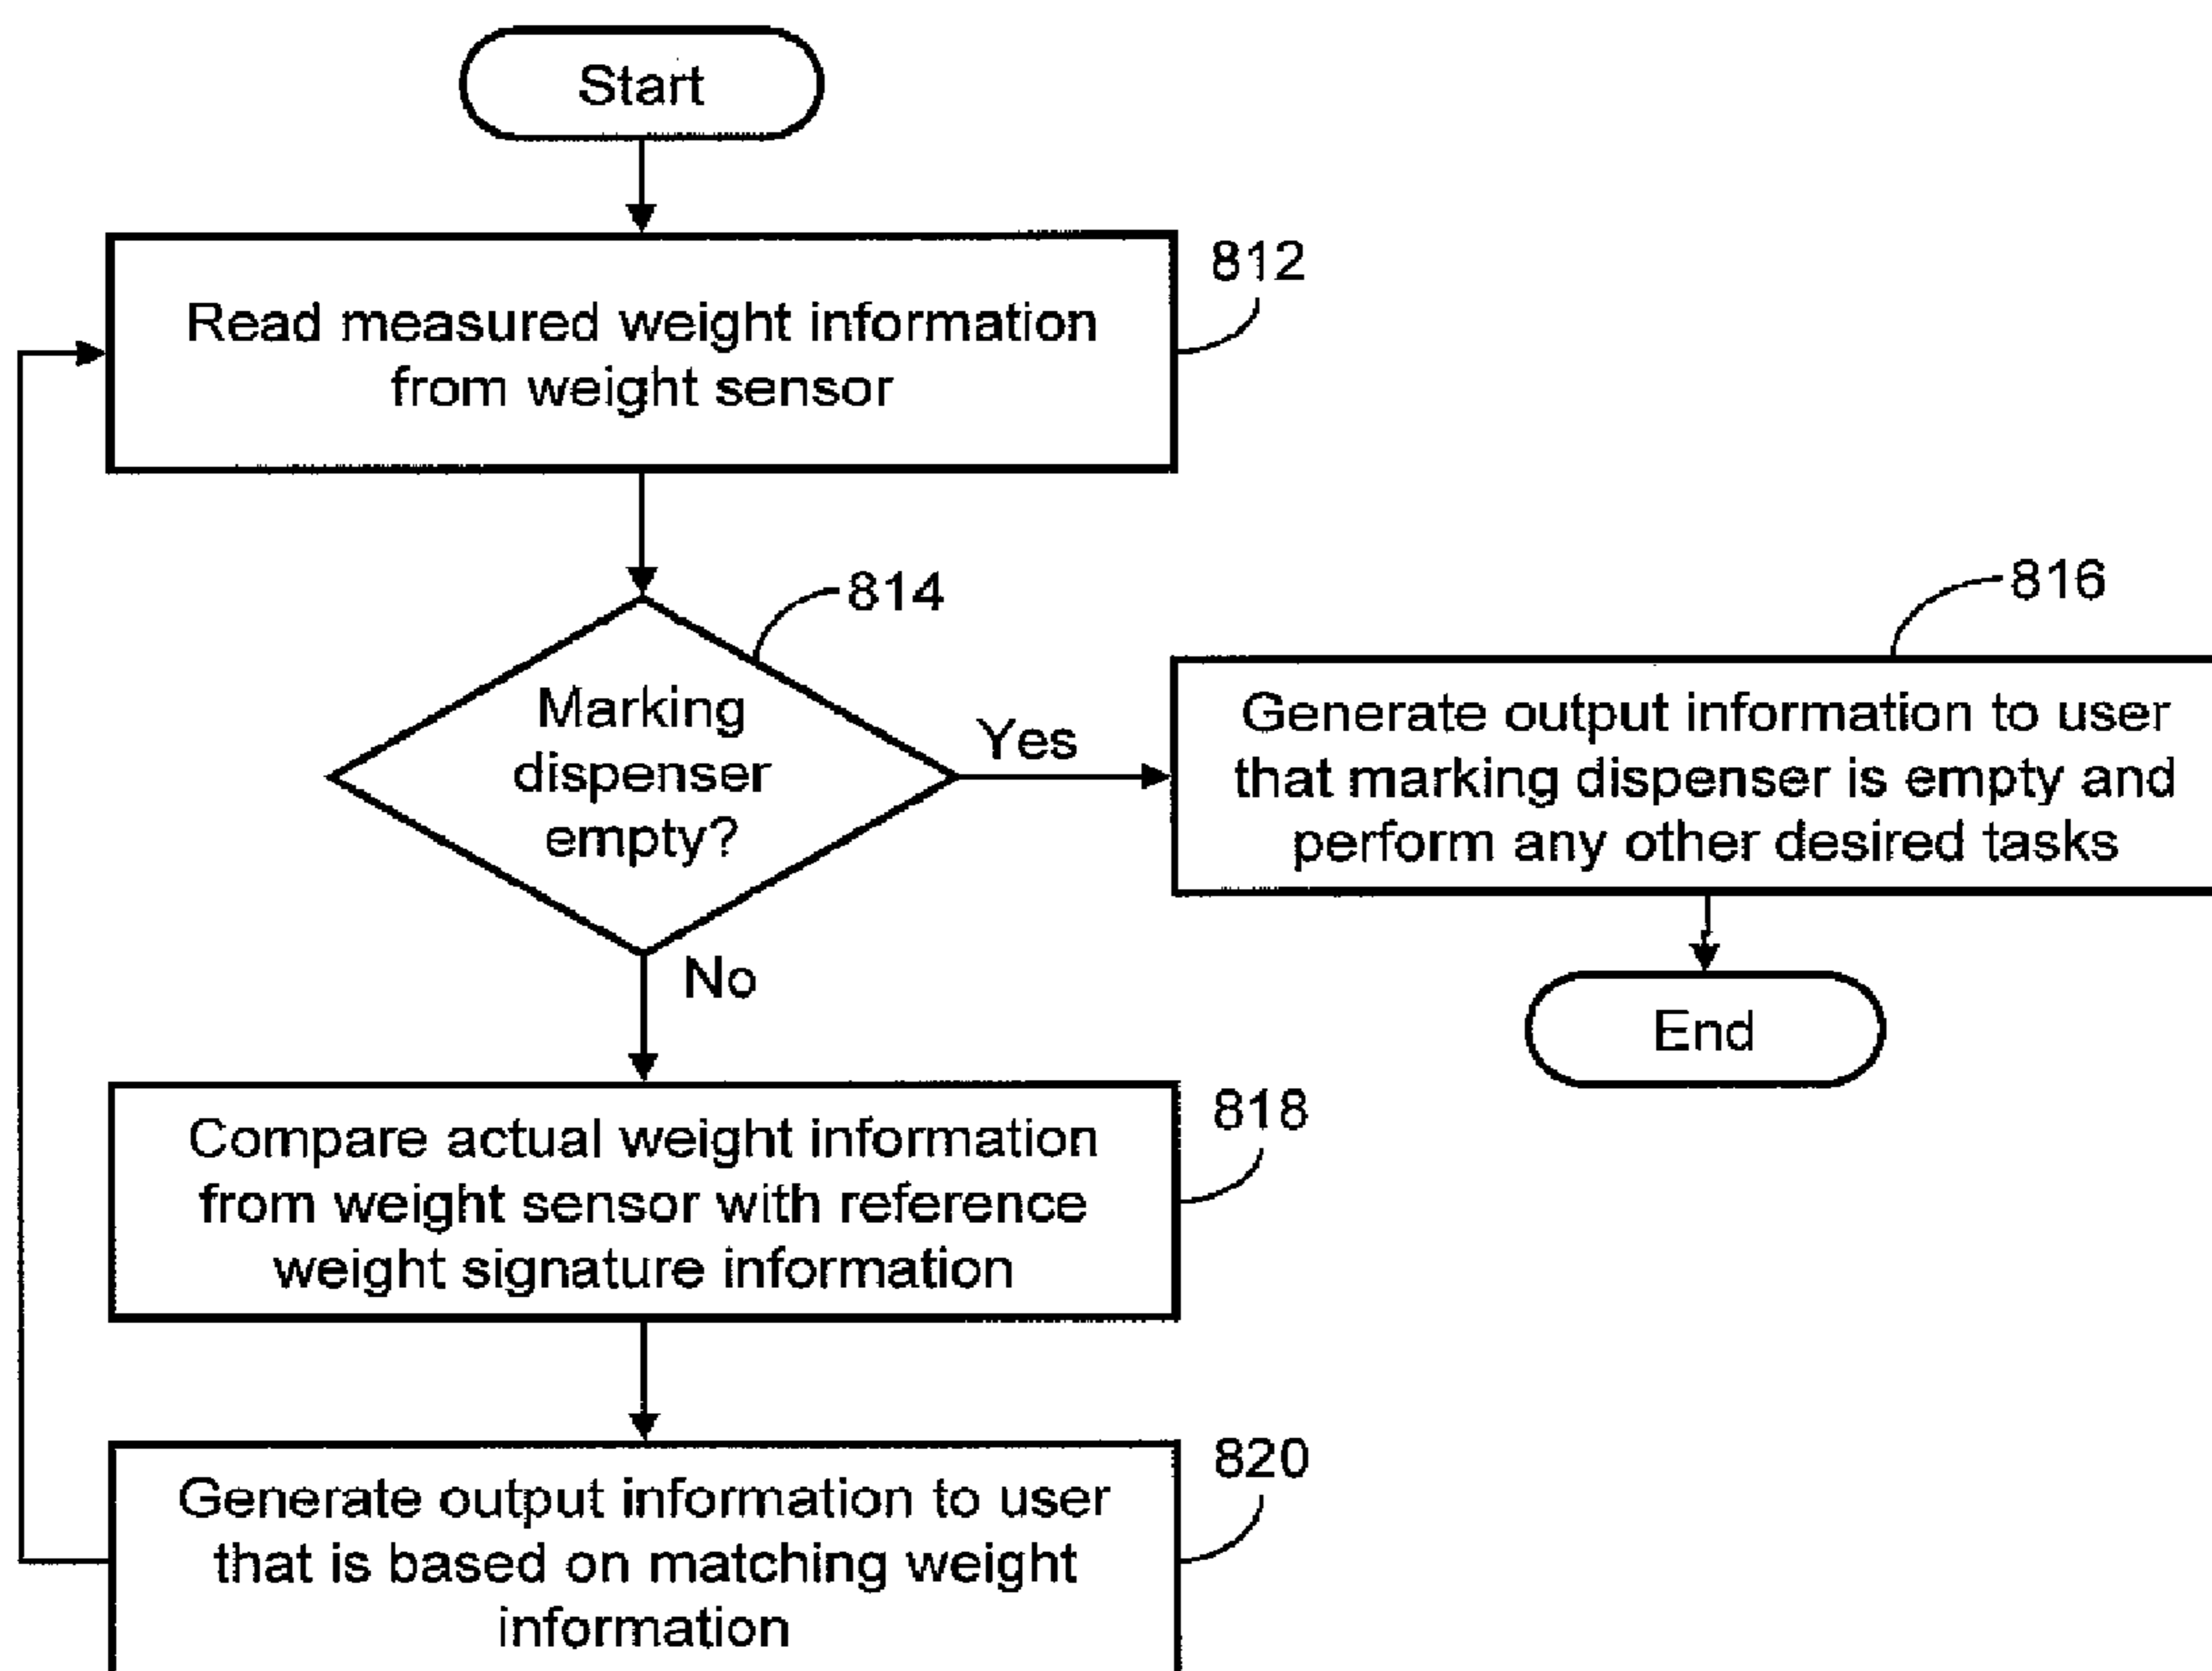 Start
812
Read measured weight information
from weight sensor
814
Marking
dispenser
empty?
Yes
816
Generate output information to user
that marking dispenser is empty and
perform any other desired tasks
No
End
818
Compare actual weight information
from weight sensor with reference
weight signature information
820
Generate output information to user
that is based on matching weight
information